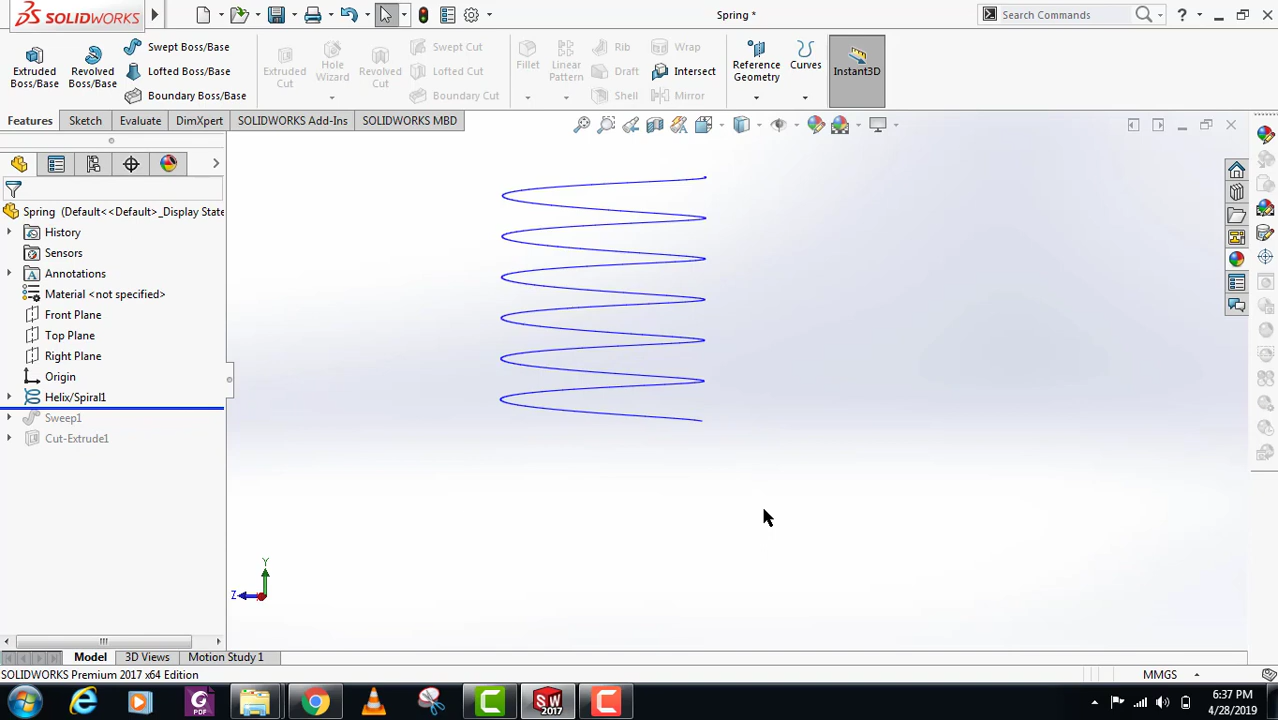 SOLIDWORKS
Spring *
Search Commands
?
Extruded Boss/Base
Revolved Boss/Base
Swept Boss/Base
Lofted Boss/Base
Boundary Boss/Base
Extruded Cut
Hole Wizard
Revolved Cut
Swept Cut
Lofted Cut
Boundary Cut
Fillet
Linear Pattern
Rib
Draft
Shell
Wrap
Intersect
Mirror
Reference Geometry
Curves
Instant3D
Features
Sketch
Evaluate
DimXpert
SOLIDWORKS Add-Ins
SOLIDWORKS MBD
Spring (Default<<Default>_Display State
History
Sensors
Annotations
Material <not specified>
Front Plane
Top Plane
Right Plane
Origin
Helix/Spiral1
Sweep1
Cut-Extrude1
Y
Z
Model
3D Views
Motion Study 1
SOLIDWORKS Premium 2017 x64 Edition
MMGS
PDF
SW
2017
6:37 PM
4/28/2019